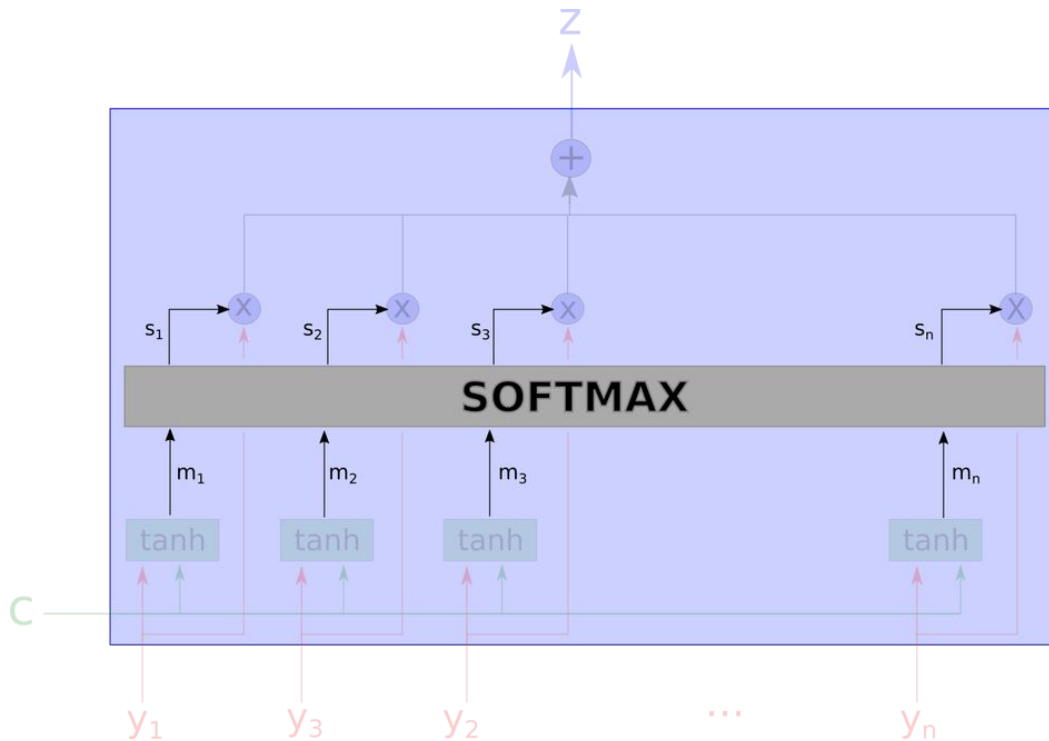 z
+
x x x x
s1 s2 s3 sn
SOFTMAX
m1 m2 m3 mn
tanh tanh tanh tanh
C
y1 y3 y2 ... yn